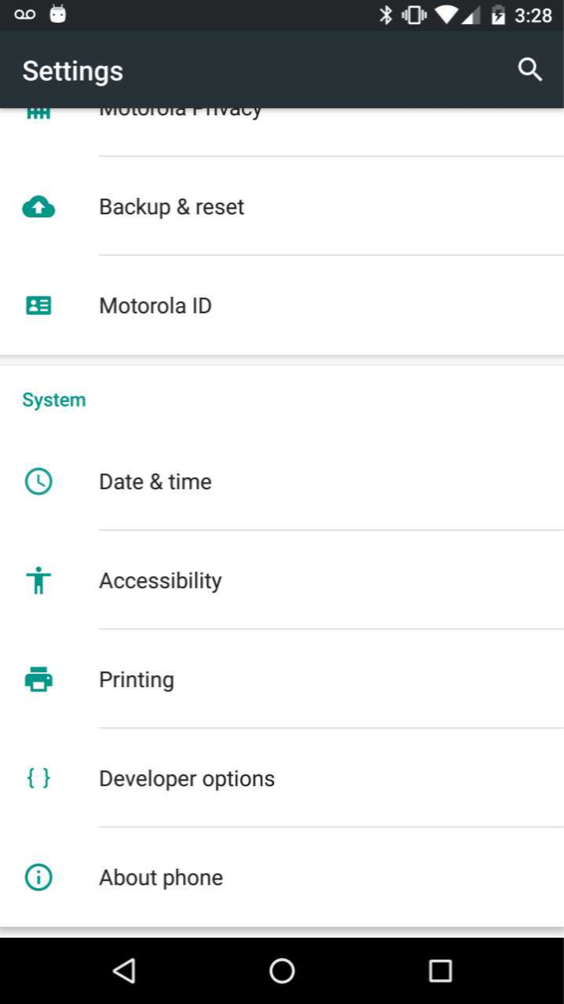 3:28
Settings
Motorola Privacy
Backup & reset
Motorola ID
System
Date & time
Accessibility
Printing
Developer options
About phone